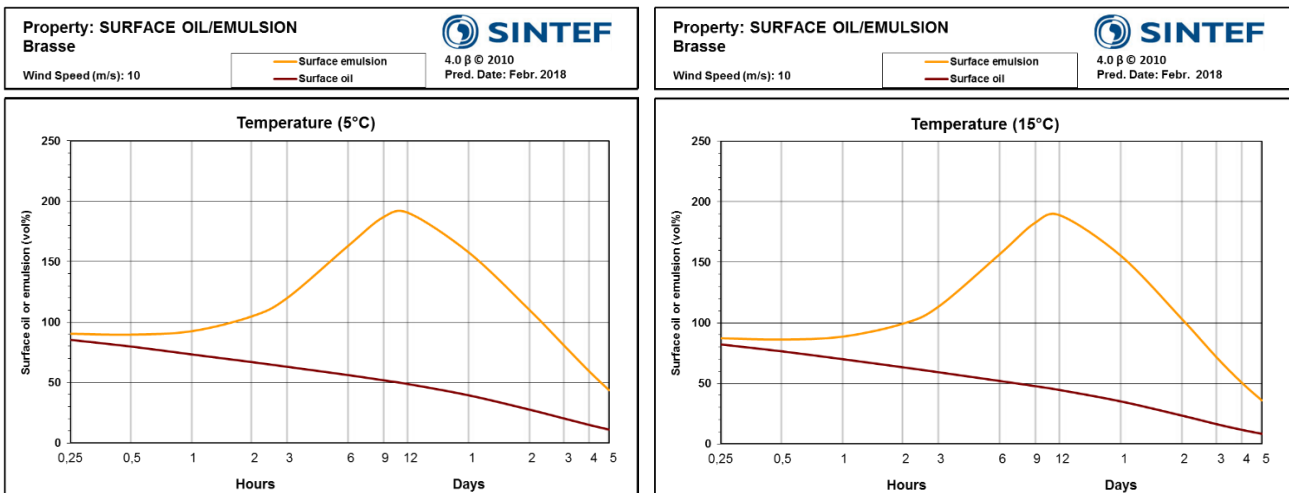 Property: SURFACE OIL/EMULSION
Brasse
Wind Speed (m/s): 10
Surface emulsion
Surface oil
SINTEF
4.0 β © 2010
Pred. Date: Febr. 2018
Temperature (5°C)
Surface oil or emulsion (vol%)
250
200
150
100
50
0
0,25 0,5 1 2 3 6 9 12 1 2 3 4 5
Hours Days
Property: SURFACE OIL/EMULSION
Brasse
Wind Speed (m/s): 10
Surface emulsion
Surface oil
SINTEF
4.0 β © 2010
Pred. Date: Febr. 2018
Temperature (15°C)
Surface oil or emulsion (vol%)
250
200
150
100
50
0
0,25 0,5 1 2 3 6 9 12 1 2 3 4 5
Hours Days